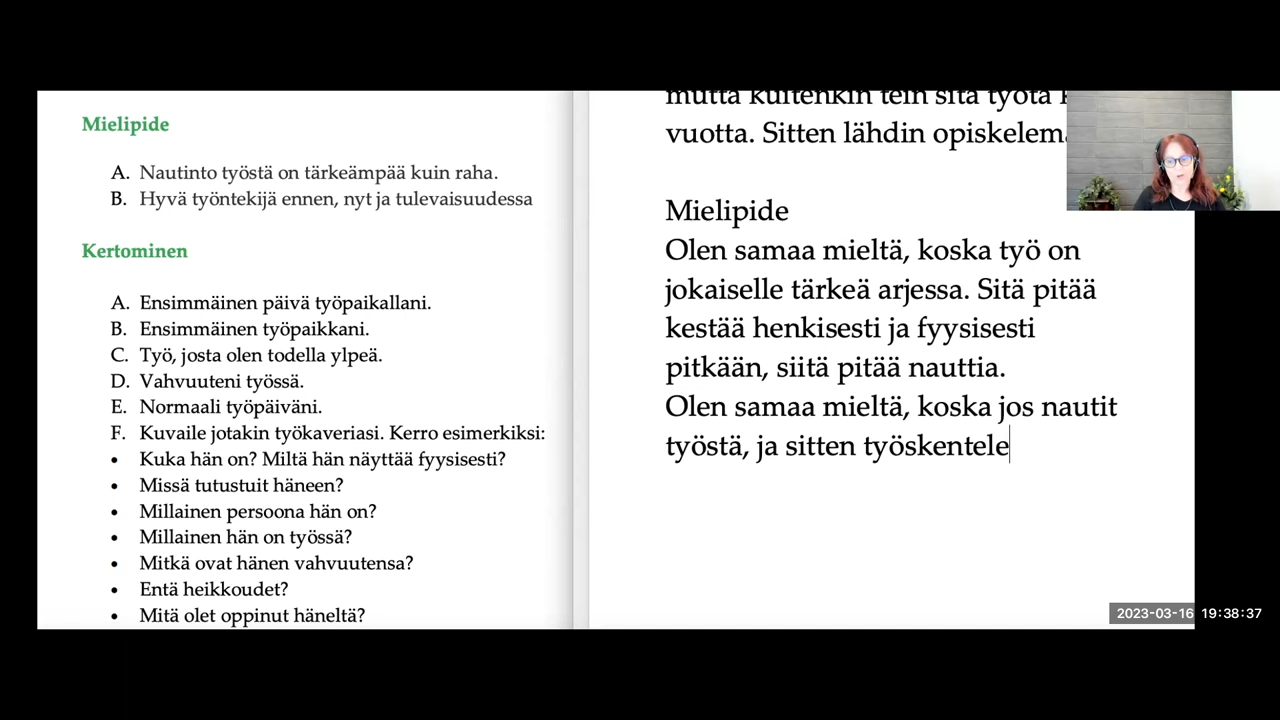 Mielipide
A. Nautinto työstä on tärkeämpää kuin raha.
B. Hyvä työntekijä ennen, nyt ja tulevaisuudessa
Kertominen
A. Ensimmäinen päivä työpaikallani.
B. Ensimmäinen työpaikkani.
C. Työ, josta olen todella ylpeä.
D. Vahvuuteni työssä.
E. Normaali työpäiväni.
F. Kuvaile jotakin työkaveriasi. Kerro esimerkiksi:
• Kuka hän on? Miltä hän näyttää fyysisesti?
• Missä tutustuit häneen?
• Millainen persoona hän on?
• Millainen hän on työssä?
• Mitkä ovat hänen vahvuutensa?
• Entä heikkoudet?
• Mitä olet oppinut häneltä?
mutta kuitenkin tein sitä työtä
vuotta. Sitten lähdin opiskelem
Mielipide
Olen samaa mieltä, koska työ on
jokaiselle tärkeä arjessa. Sitä pitää
kestää henkisesti ja fyysisesti
pitkään, siitä pitää nauttia.
Olen samaa mieltä, koska jos nautit
työstä, ja sitten työskentele
2023-03-16 19:38:37